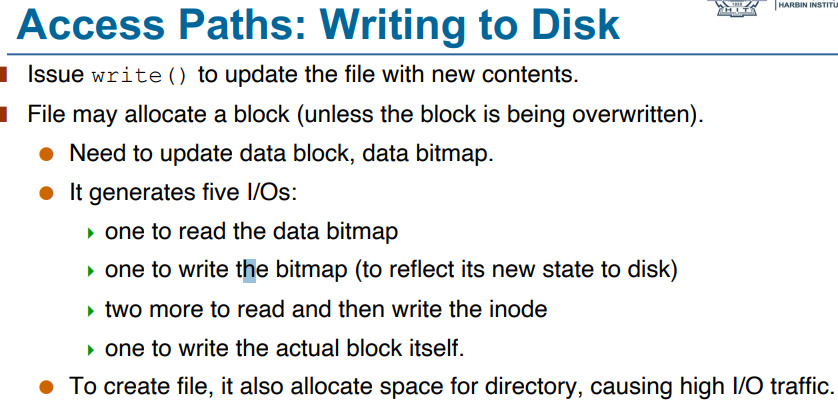 HARBIN INSTITU
Access Paths: Writing to Disk
Issue write() to update the file with new contents.
File may allocate a block (unless the block is being overwritten).
Need to update data block, data bitmap.
It generates five I/Os:
one to read the data bitmap
one to write the bitmap (to reflect its new state to disk)
two more to read and then write the inode
one to write the actual block itself.
To create file, it also allocate space for directory, causing high I/O traffic.